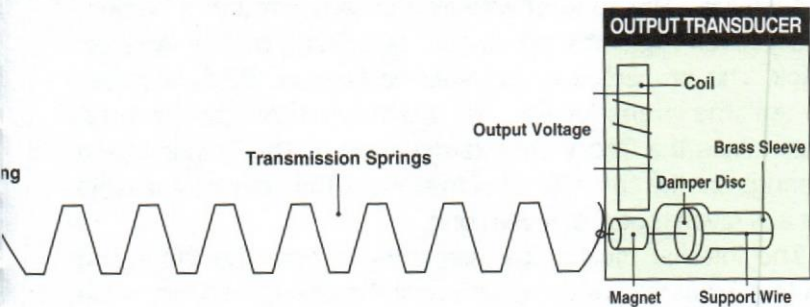 OUTPUT TRANSDUCER
Coil
Output Voltage
Brass Sleeve
ng
Transmission Springs
Damper Disc
Magnet
Support Wire